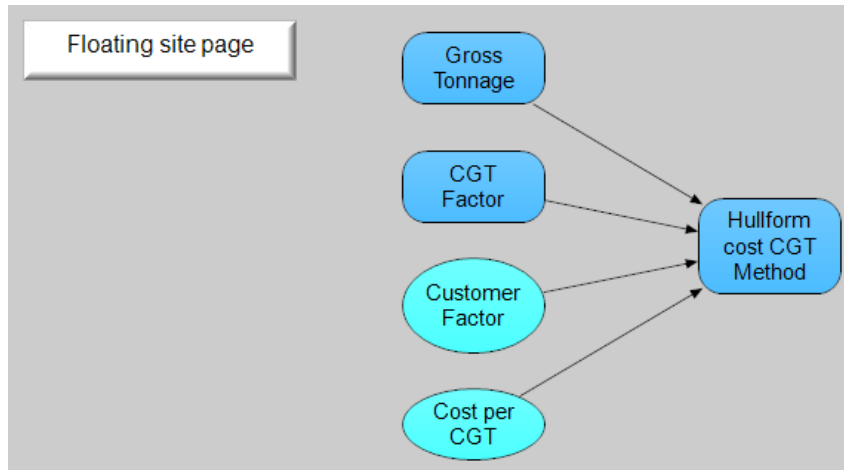 Floating site page
Gross
Tonnage
CGT
Factor
Customer
Factor
Cost per
CGT
Hullform
cost CGT
Method